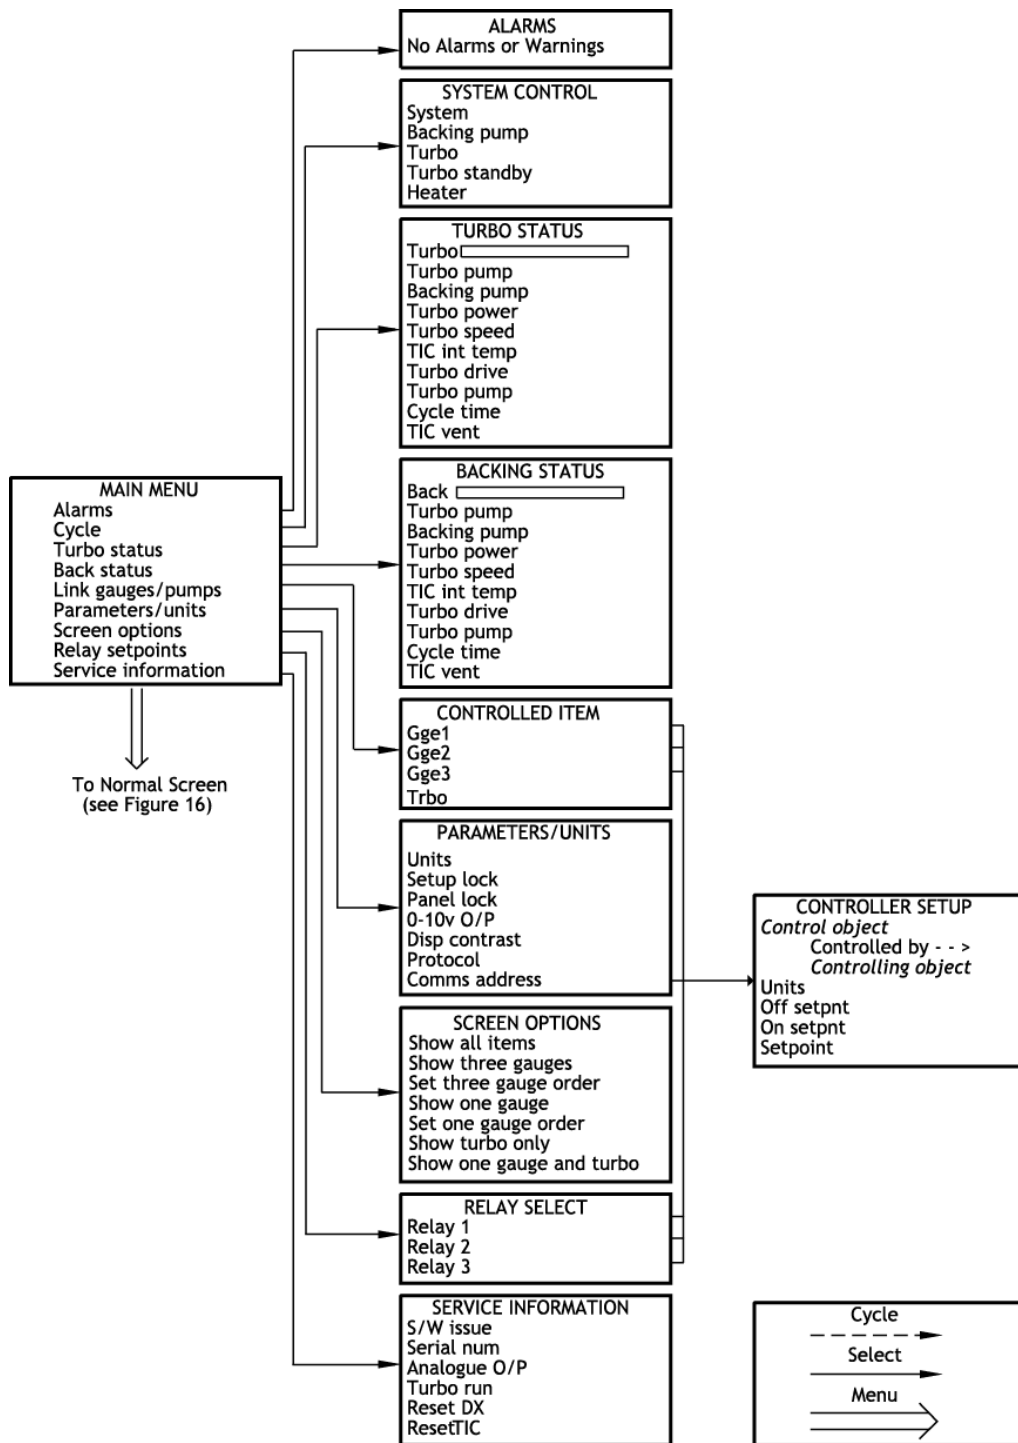 ALARMS
No Alarms or Warnings
SYSTEM CONTROL
System
Backing pump
Turbo
Turbo standby
Heater
TURBO STATUS
Turbo
Turbo pump
Backing pump
Turbo power
Turbo speed
TIC int temp
Turbo drive
Turbo pump
Cycle time
TIC vent
MAIN MENU
Alarms
Cycle
Turbo status
Back status
Link gauges/pumps
Parameters/units
Screen options
Relay setpoints
Service information
To Normal Screen
(see Figure 16)
BACKING STATUS
Back
Turbo pump
Backing pump
Turbo power
Turbo speed
TIC int temp
Turbo drive
Turbo pump
Cycle time
TIC vent
CONTROLLED ITEM
Gge1
Gge2
Gge3
Trbo
PARAMETERS/UNITS
Units
Setup lock
Panel lock
0-10v O/P
Disp contrast
Protocol
Comms address
CONTROLLER SETUP
Control object
Controlled by - - >
Controlling object
Units
Off setpnt
On setpnt
Setpoint
SCREEN OPTIONS
Show all items
Show three gauges
Set three gauge order
Show one gauge
Set one gauge order
Show turbo only
Show one gauge and turbo
RELAY SELECT
Relay 1
Relay 2
Relay 3
SERVICE INFORMATION
S/W issue
Serial num
Analogue O/P
Turbo run
Reset DX
ResetTIC
Cycle
Select
Menu